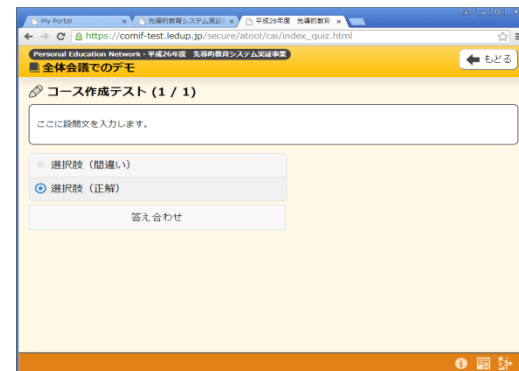 My Portal
先導的教育システム実証
平成26年度 先導的教育
https://comif-test.ledup.jp/secure/atool/cai/index_quiz.html
Personal Education Network・平成26年度 先導的教育システム実証事業
全体会議でのデモ
もどる
コース作成テスト (1 / 1)
ここに設問文を入力します。
選択肢（間違い）
選択肢（正解）
答え合わせ